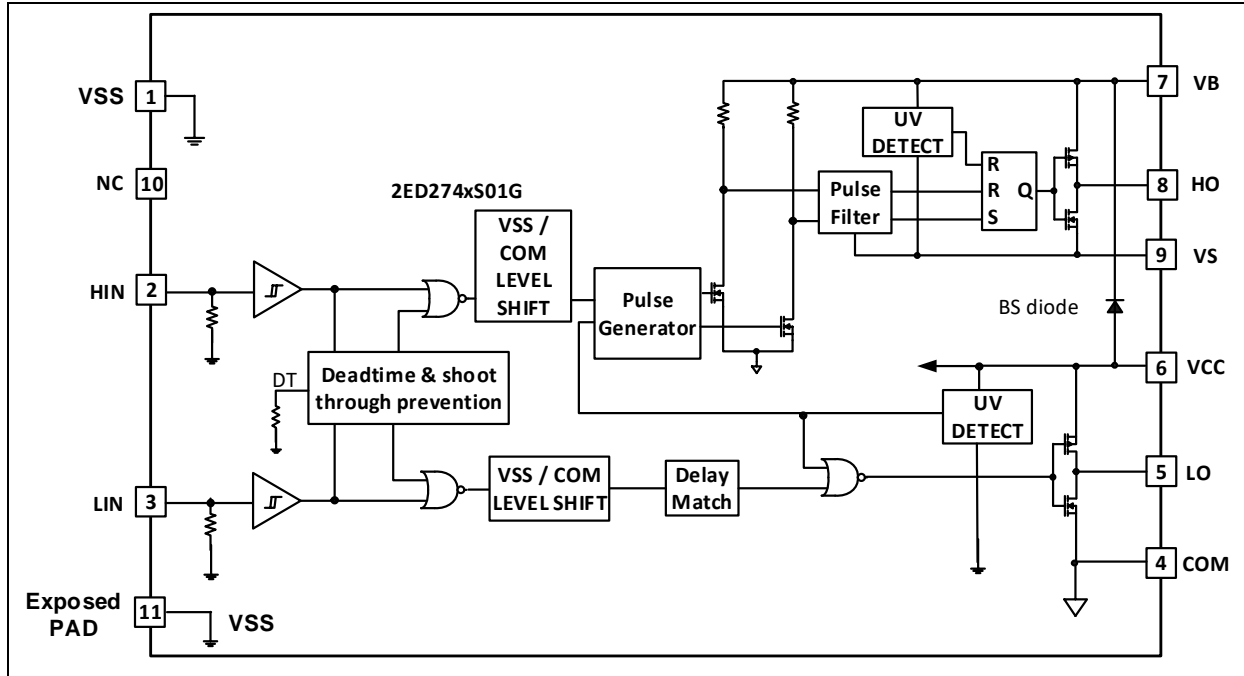 VSS
1
NC
10
HIN
2
LIN
3
Exposed
PAD
11
VSS
2ED274xS01G
VSS /
COM
LEVEL
SHIFT
DT
Deadtime & shoot
through prevention
VSS / COM
LEVEL SHIFT
Pulse
Generator
Delay
Match
UV
DETECT
Pulse
Filter
R
R
S
Q
BS diode
UV
DETECT
7
VB
8
HO
9
VS
6
VCC
5
LO
4
COM